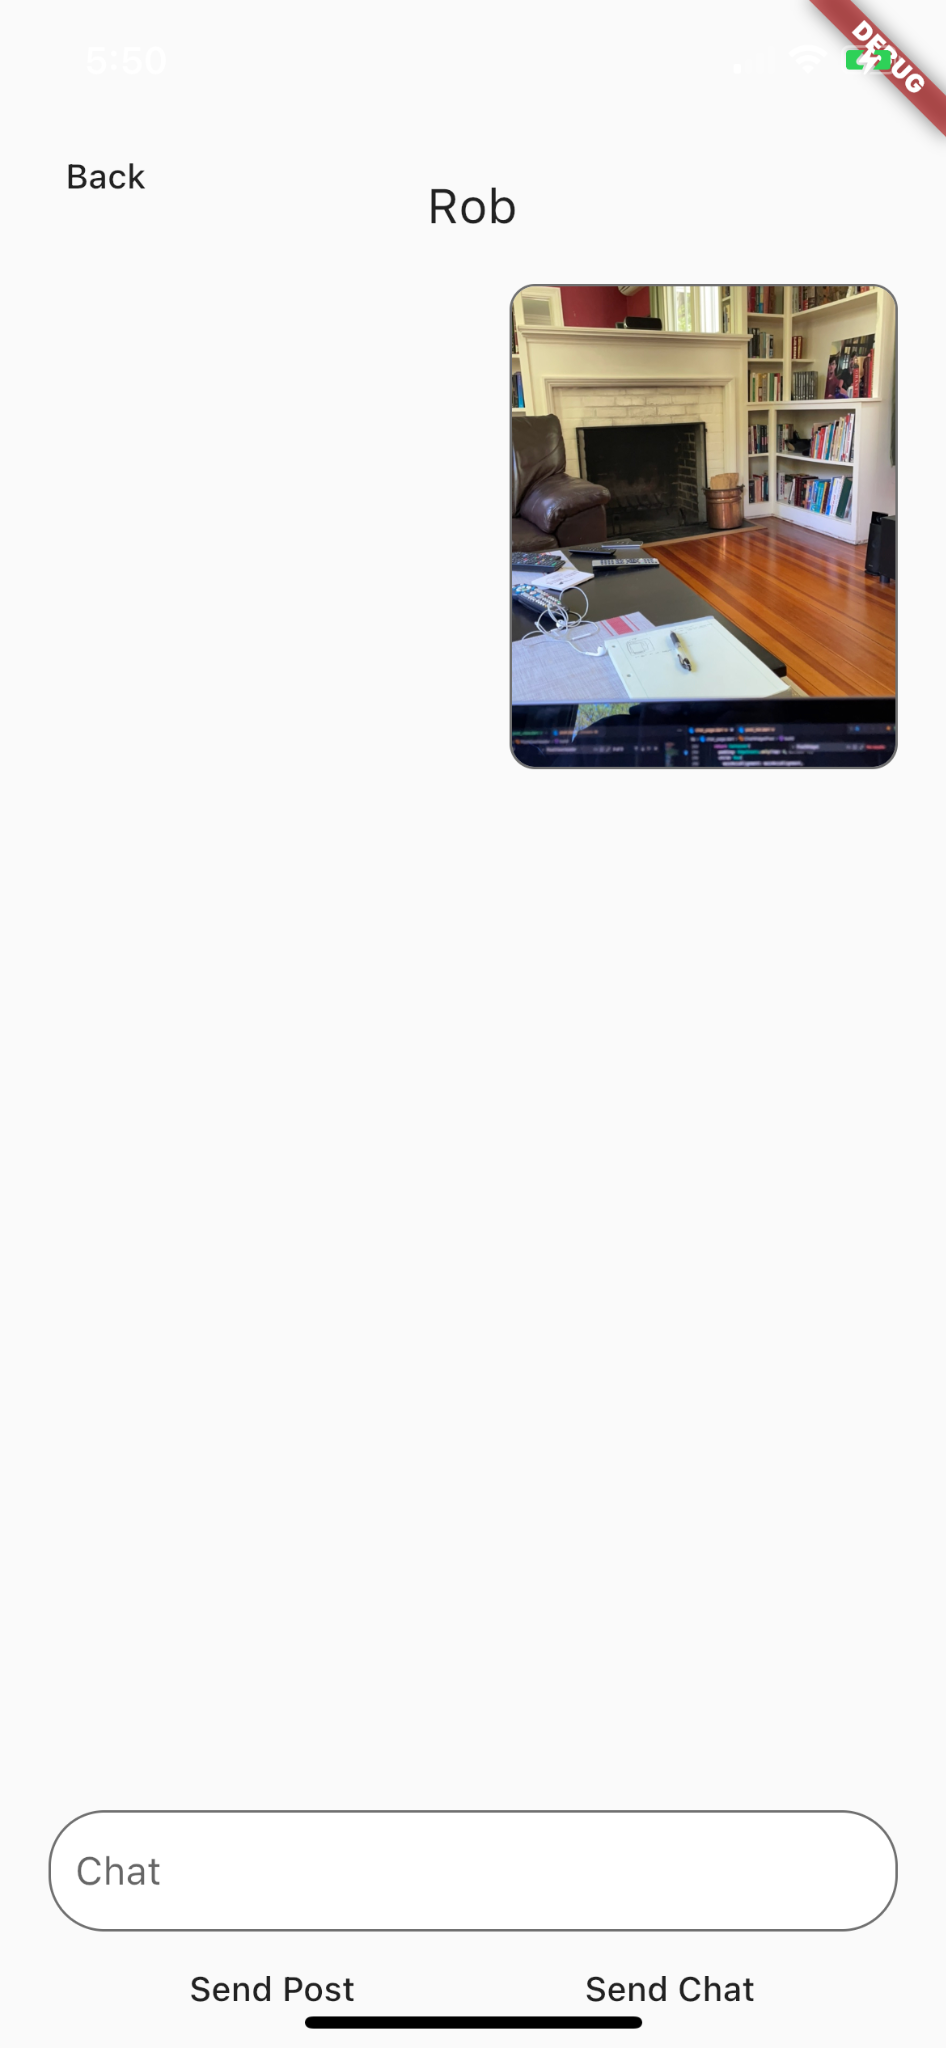 5:50
DEBUG
Back
Rob
Chat
Send Post
Send Chat